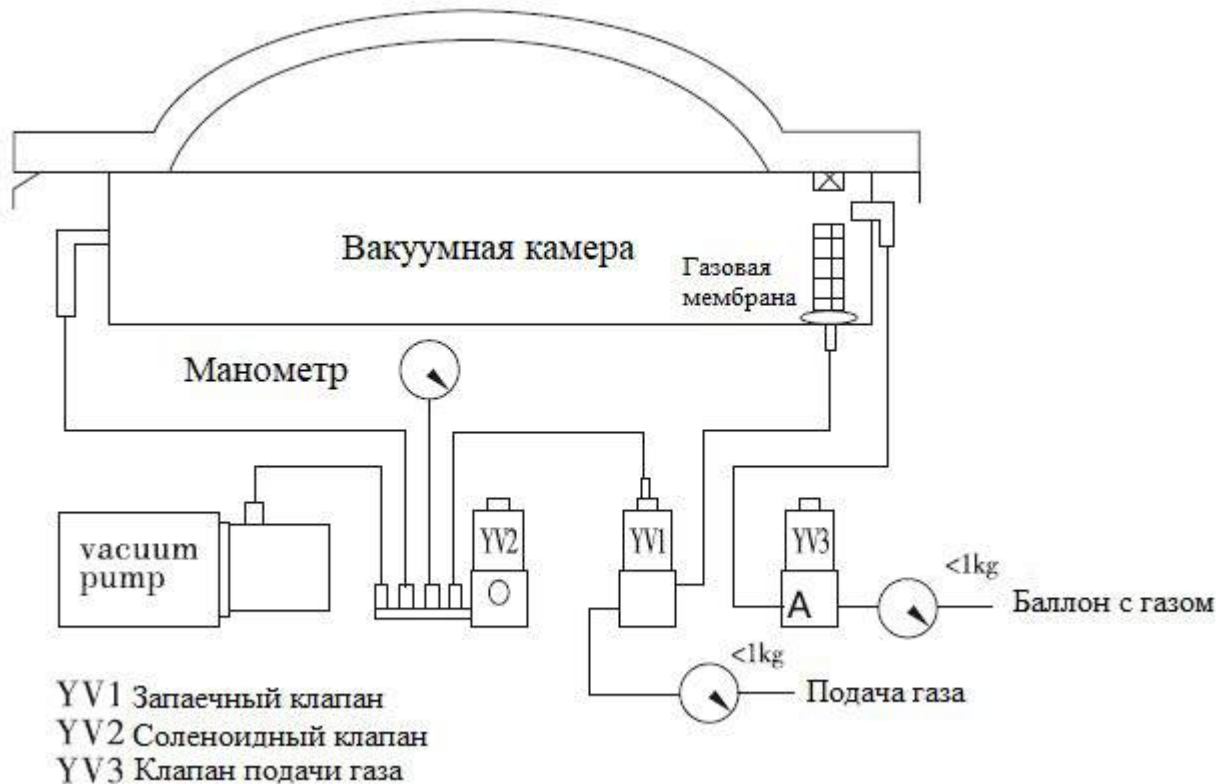 Вакуумная камера
Газовая
мембрана
Манометр
vacuum
pump
YV2
YV1
YV3
A
<1kg
Баллон с газом
<1kg
Подача газа
YV1 Запаечный клапан
YV2 Соленоидный клапан
YV3 Клапан подачи газа